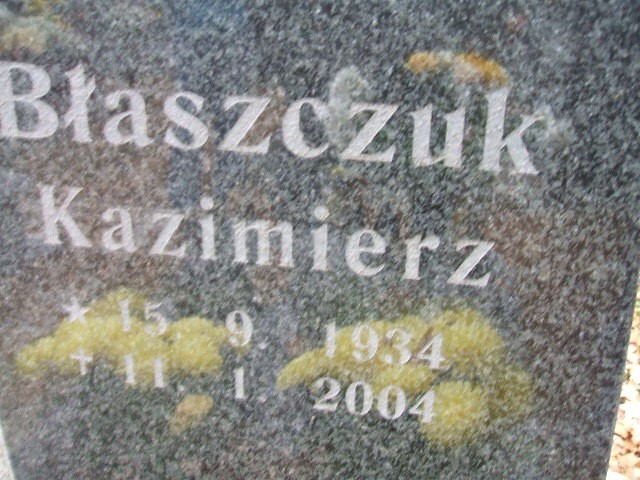 Błaszczuk
Kazimierz
★ 15. 9. 1934
+ 11. 1. 2004